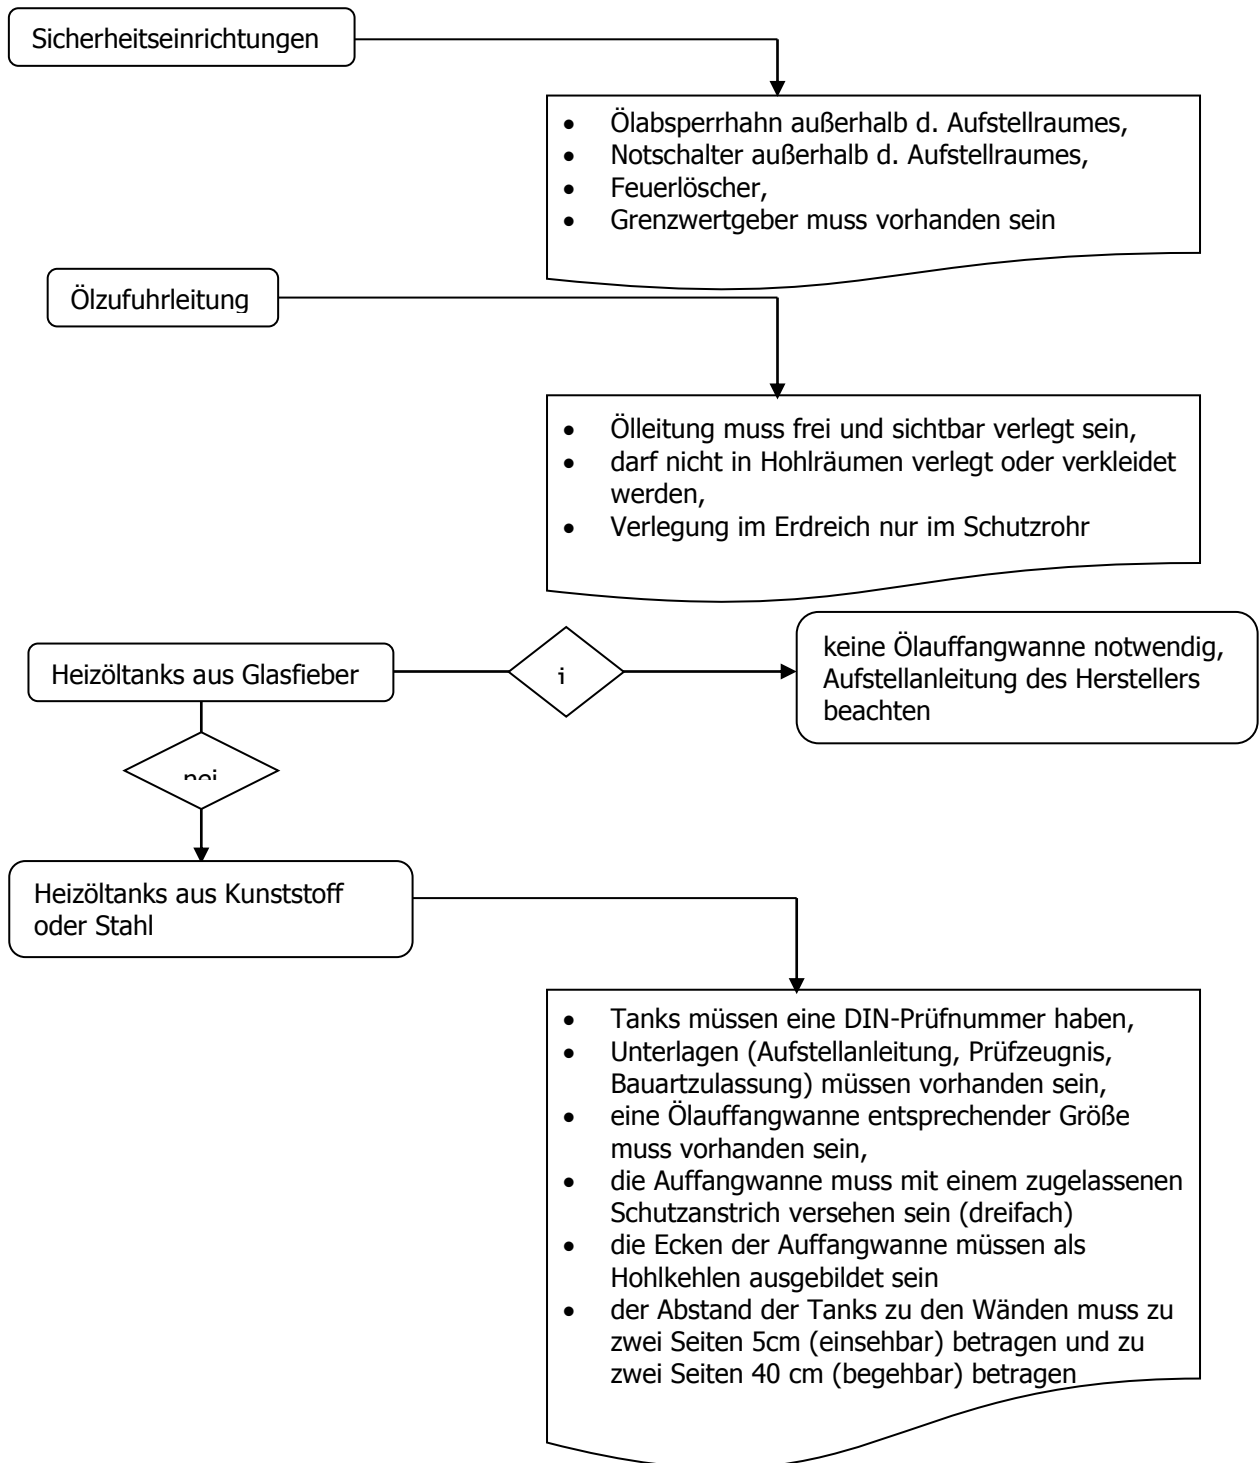 Sicherheitseinrichtungen
• Ölabsperrhahn außerhalb d. Aufstellraumes,
• Notschalter außerhalb d. Aufstellraumes,
• Feuerlöscher,
• Grenzwertgeber muss vorhanden sein
Ölzufuhrleitung
• Ölleitung muss frei und sichtbar verlegt sein,
• darf nicht in Hohlräumen verlegt oder verkleidet
werden,
• Verlegung im Erdreich nur im Schutzrohr
Heizöltanks aus Glasfieber
keine Ölauffangwanne notwendig,
Aufstellanleitung des Herstellers
beachten
Heizöltanks aus Kunststoff
oder Stahl
• Tanks müssen eine DIN-Prüfnummer haben,
• Unterlagen (Aufstellanleitung, Prüfzeugnis,
Bauartzulassung) müssen vorhanden sein,
• eine Ölauffangwanne entsprechender Größe
muss vorhanden sein,
• die Auffangwanne muss mit einem zugelassenen
Schutzanstrich versehen sein (dreifach)
• die Ecken der Auffangwanne müssen als
Hohlkehlen ausgebildet sein
• der Abstand der Tanks zu den Wänden muss zu
zwei Seiten 5cm (einsehbar) betragen und zu
zwei Seiten 40 cm (begehbar) betragen